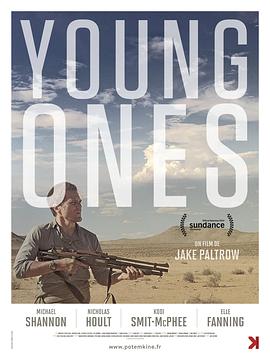 YOUNG
ONES
sundance
UN FILM DE
JAKE PALTROW
MICHAEL NICHOLAS KODI ELLE
SHANNON HOULT SMIT-McPHEE FANNING
www.potemkine.fr